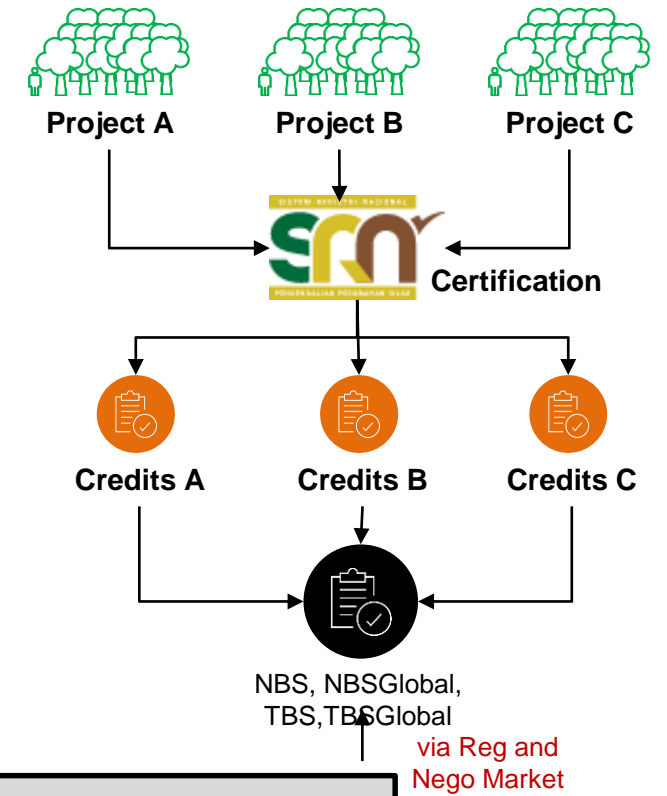 Project A
Project B
Project C
SISTEM REGISTRI NASIONAL
SRN
PENGENDALIAN PERUBAHAN IKLIM
Certification
Credits A
Credits B
Credits C
NBS, NBSGlobal,
TBS,TBSGlobal
via Reg and
Nego Market